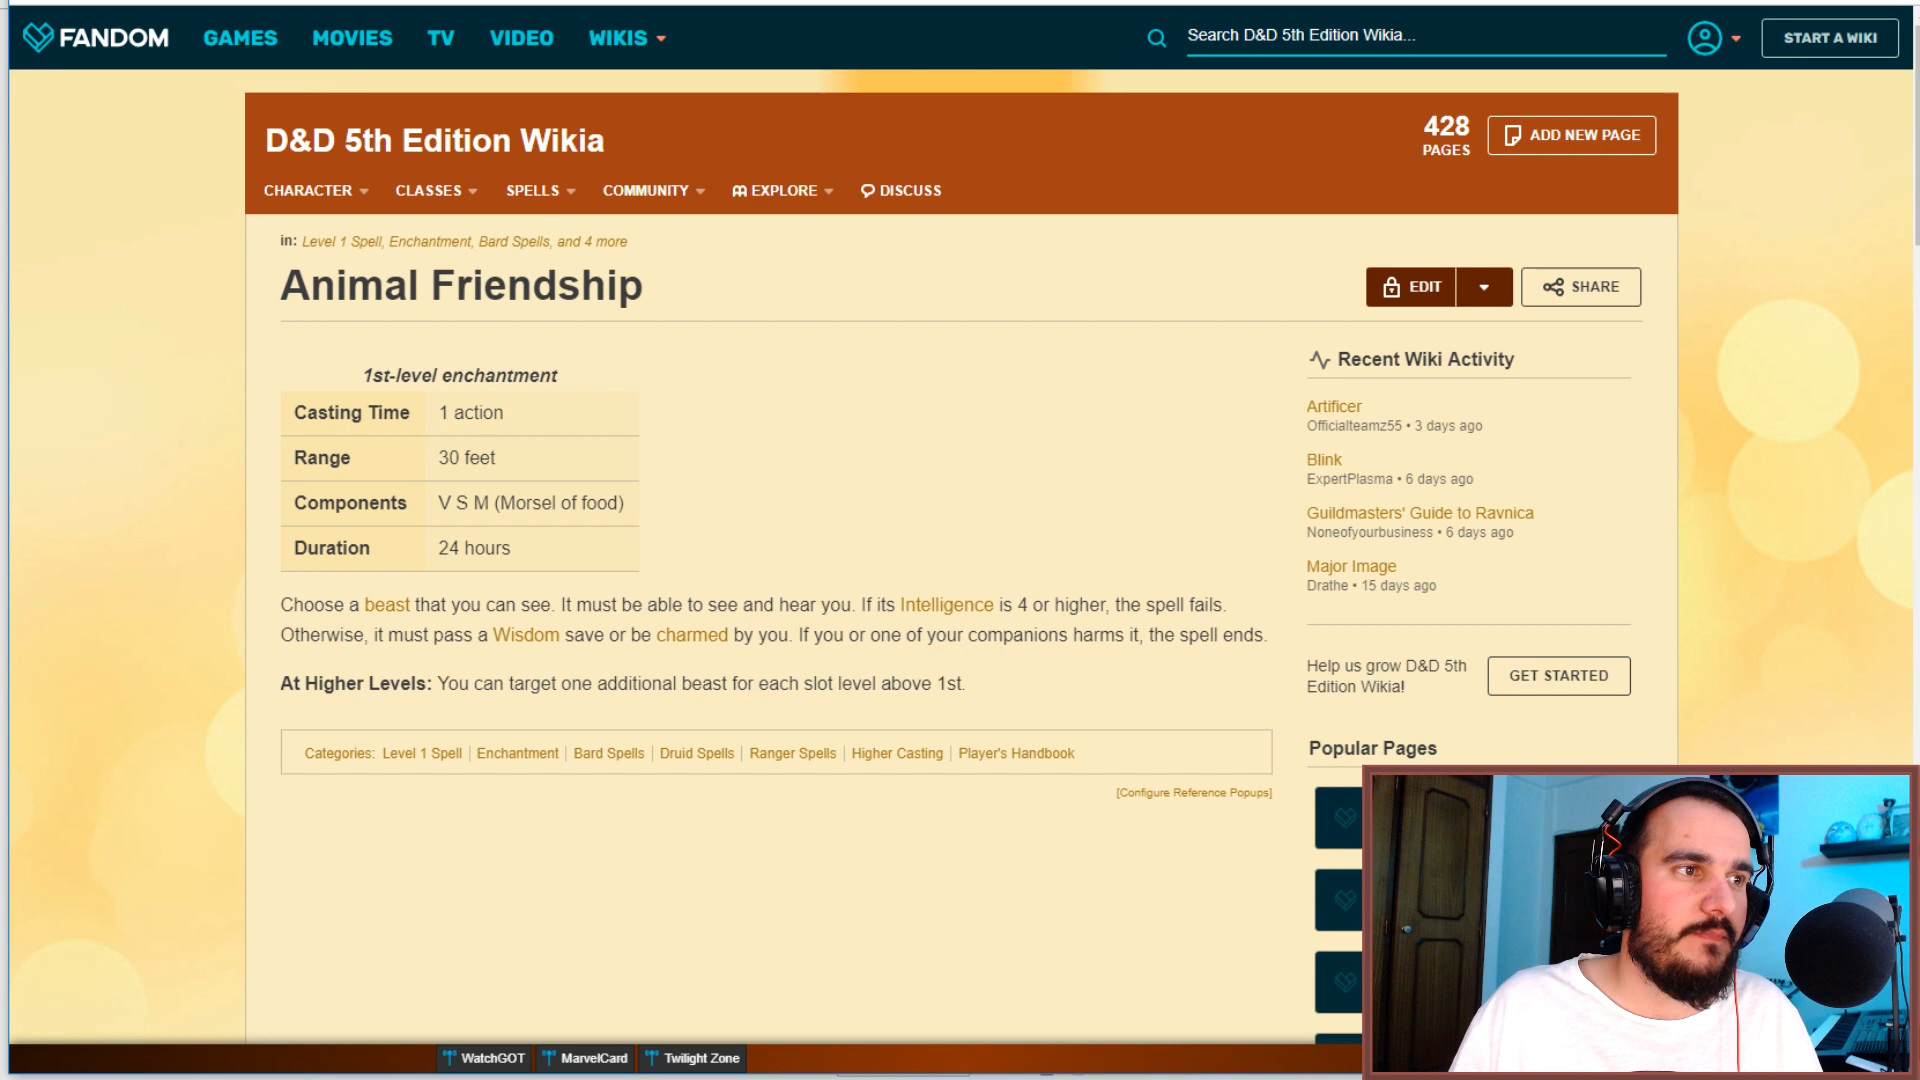 FANDOM GAMES MOVIES TV VIDEO WIKIS Search D&D 5th Edition Wikia... START A WIKI
D&D 5th Edition Wikia
428
PAGES
ADD NEW PAGE
CHARACTER CLASSES SPELLS COMMUNITY EXPLORE DISCUSS
in: Level 1 Spell, Enchantment, Bard Spells, and 4 more
Animal Friendship
EDIT SHARE
1st-level enchantment
Casting Time 1 action
Range 30 feet
Components V S M (Morsel of food)
Duration 24 hours
Choose a beast that you can see. It must be able to see and hear you. If its Intelligence is 4 or higher, the spell fails.
Otherwise, it must pass a Wisdom save or be charmed by you. If you or one of your companions harms it, the spell ends.
At Higher Levels: You can target one additional beast for each slot level above 1st.
Categories: Level 1 Spell | Enchantment | Bard Spells | Druid Spells | Ranger Spells | Higher Casting | Player's Handbook
[Configure Reference Popups]
Recent Wiki Activity
Artificer
Officialteamz55 • 3 days ago
Blink
ExpertPlasma • 6 days ago
Guildmasters' Guide to Ravnica
Noneofyourbusiness • 6 days ago
Major Image
Drathe • 15 days ago
Help us grow D&D 5th
Edition Wikia!
GET STARTED
Popular Pages
WatchGOT MarvelCard Twilight Zone